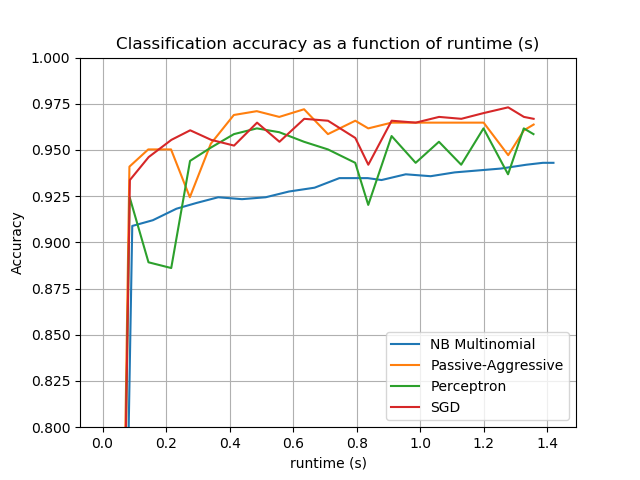 Classification accuracy as a function of runtime (s)
1.000
0.975
0.950
0.925
0.900
0.875
0.850
0.825
0.800
Accuracy
NB Multinomial
Passive-Aggressive
Perceptron
SGD
0.0 0.2 0.4 0.6 0.8 1.0 1.2 1.4
runtime (s)